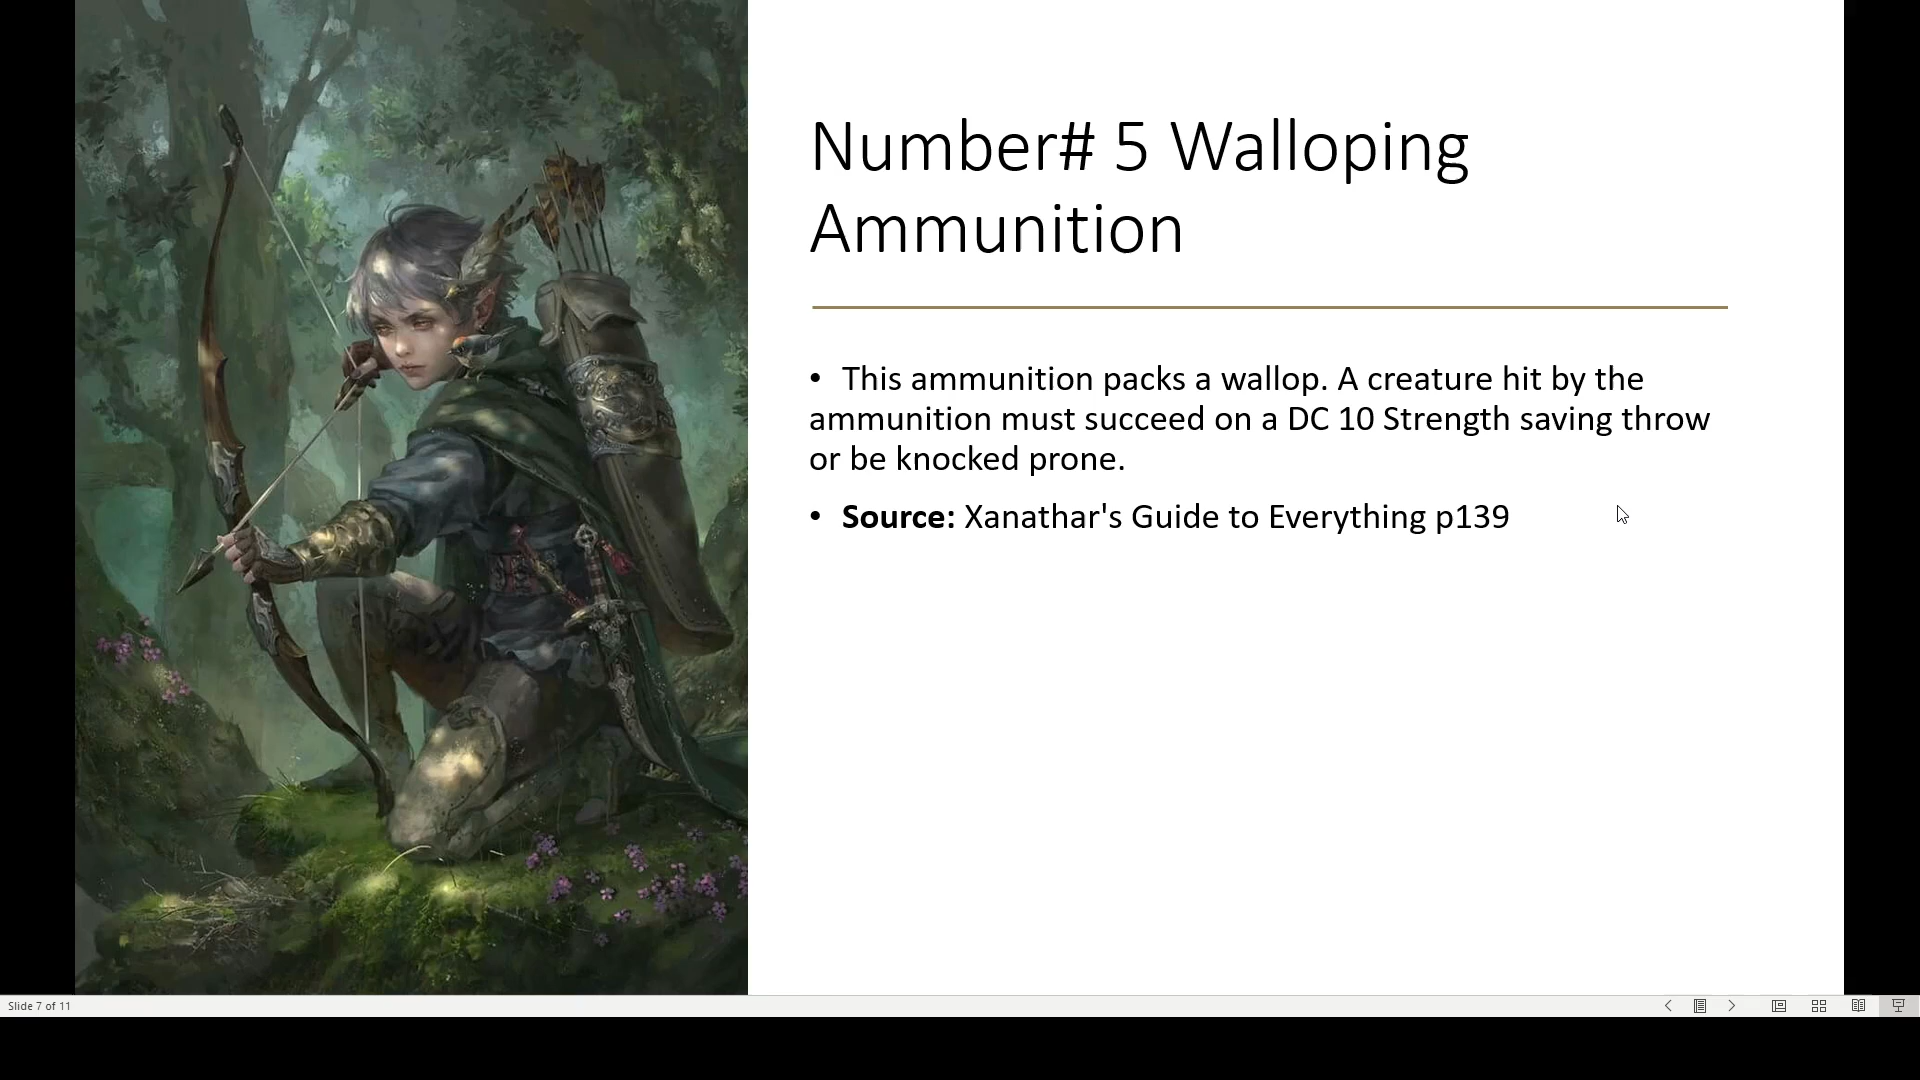 Number# 5 Walloping
Ammunition
• This ammunition packs a wallop. A creature hit by the
ammunition must succeed on a DC 10 Strength saving throw
or be knocked prone.
• Source: Xanathar's Guide to Everything p139
Slide 7 of 11